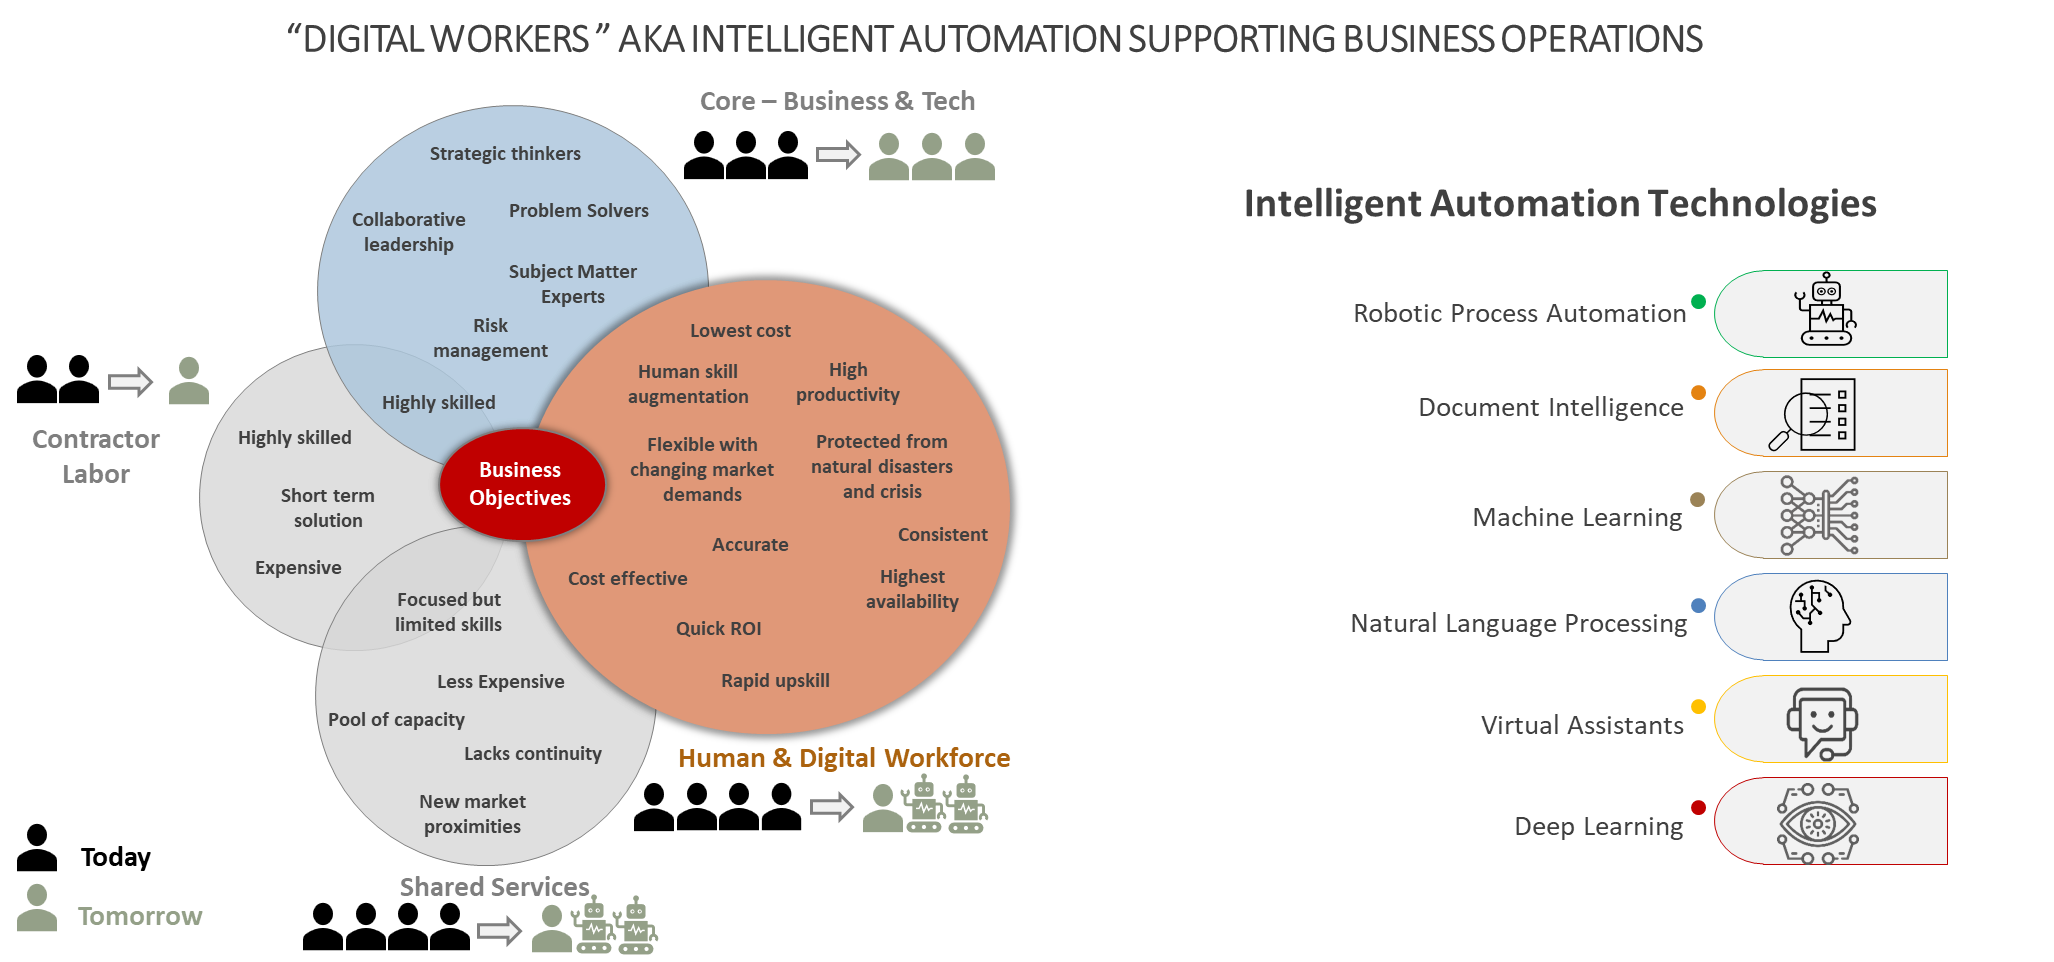 “DIGITAL WORKERS ” AKA INTELLIGENT AUTOMATION SUPPORTING BUSINESS OPERATIONS
Core – Business & Tech
Strategic thinkers
Collaborative
leadership
Problem Solvers
Subject Matter
Experts
Risk
management
Highly skilled
Contractor
Labor
Highly skilled
Short term
solution
Expensive
Business
Objectives
Lowest cost
Human skill
augmentation
High
productivity
Flexible with
changing market
demands
Protected from
natural disasters
and crisis
Accurate
Consistent
Cost effective
Highest
availability
Quick ROI
Rapid upskill
Human & Digital Workforce
Focused but
limited skills
Less Expensive
Pool of capacity
Lacks continuity
New market
proximities
Shared Services
Today
Tomorrow
Intelligent Automation Technologies
Robotic Process Automation
Document Intelligence
Machine Learning
Natural Language Processing
Virtual Assistants
Deep Learning